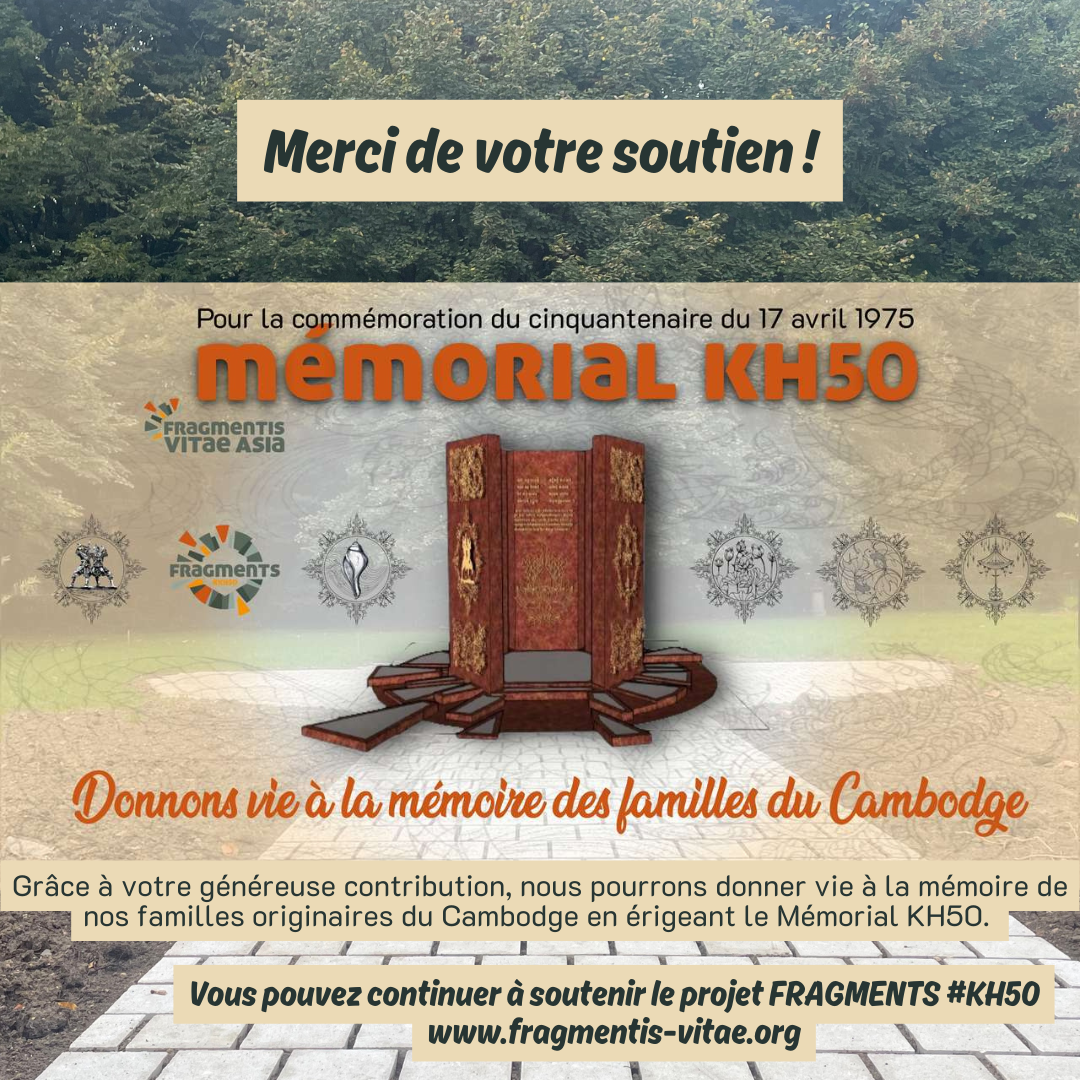 Merci de votre soutien !
Pour la commémoration du cinquantenaire du 17 avril 1975
mémORIaL KH50
FRAGMENTIS
VITAE ASIA
FRAGMENTS
Donnons vie à la mémoire des familles du Cambodge
Grâce à votre généreuse contribution, nous pourrons donner vie à la mémoire de
nos familles originaires du Cambodge en érigeant le Mémorial KH50.
Vous pouvez continuer à soutenir le projet FRAGMENTS #KH50
www.fragmentis-vitae.org